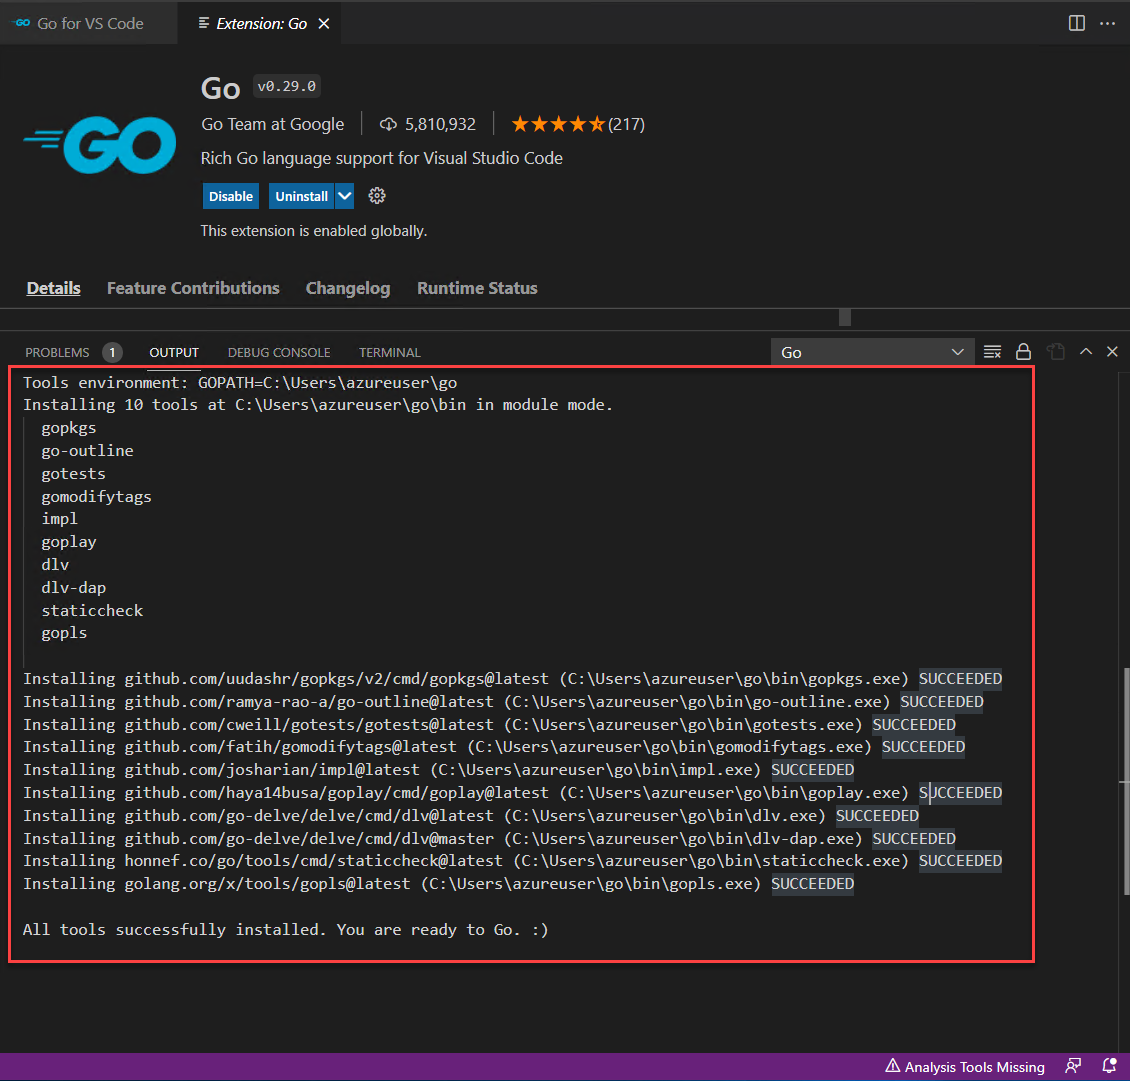 GO Go for VS Code
Extension: Go
GO
Go v0.29.0
Go Team at Google 5,810,932 (217)
Rich Go language support for Visual Studio Code
Disable Uninstall
This extension is enabled globally.
Details Feature Contributions Changelog Runtime Status
PROBLEMS 1 OUTPUT DEBUG CONSOLE TERMINAL Go
Tools environment: GOPATH=C:\Users\azureuser\go
Installing 10 tools at C:\Users\azureuser\go\bin in module mode.
gopkgs
go-outline
gotests
gomodifytags
impl
goplay
dlv
dlv-dap
staticcheck
gopls
Installing github.com/uudashr/gopkgs/v2/cmd/gopkgs@latest (C:\Users\azureuser\go\bin\gopkgs.exe) SUCCEEDED
Installing github.com/ramya-rao-a/go-outline@latest (C:\Users\azureuser\go\bin\go-outline.exe) SUCCEEDED
Installing github.com/cweill/gotests/gotests@latest (C:\Users\azureuser\go\bin\gotests.exe) SUCCEEDED
Installing github.com/fatih/gomodifytags@latest (C:\Users\azureuser\go\bin\gomodifytags.exe) SUCCEEDED
Installing github.com/josharian/impl@latest (C:\Users\azureuser\go\bin\impl.exe) SUCCEEDED
Installing github.com/haya14busa/goplay/cmd/goplay@latest (C:\Users\azureuser\go\bin\goplay.exe) SUCCEEDED
Installing github.com/go-delve/delve/cmd/dlv@latest (C:\Users\azureuser\go\bin\dlv.exe) SUCCEEDED
Installing github.com/go-delve/delve/cmd/dlv@master (C:\Users\azureuser\go\bin\dlv-dap.exe) SUCCEEDED
Installing honnef.co/go/tools/cmd/staticcheck@latest (C:\Users\azureuser\go\bin\staticcheck.exe) SUCCEEDED
Installing golang.org/x/tools/gopls@latest (C:\Users\azureuser\go\bin\gopls.exe) SUCCEEDED
All tools successfully installed. You are ready to Go. :)
Analysis Tools Missing